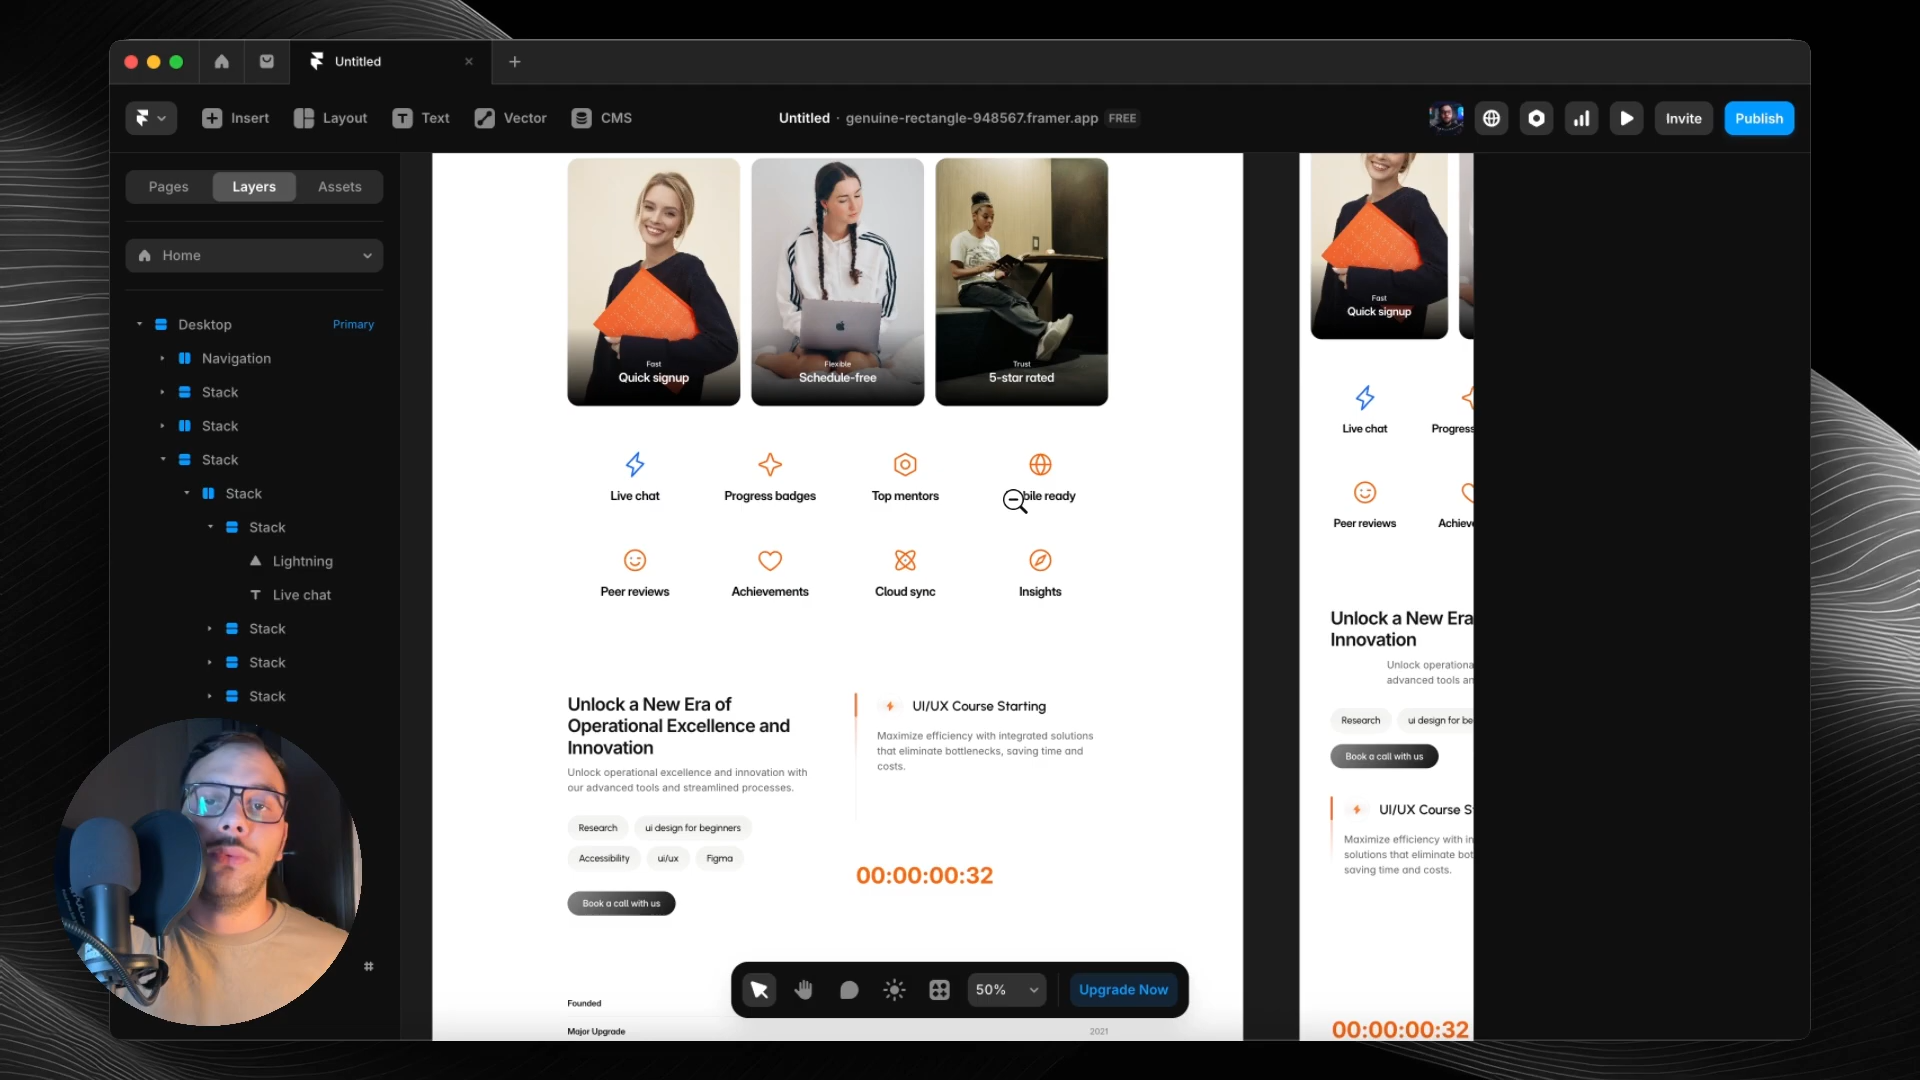 Untitled
Insert
Layout
Text
Vector
CMS
Untitled · genuine-rectangle-948567.framer.app FREE
Invite
Publish
Pages
Layers
Assets
Home
Desktop
Primary
Navigation
Stack
Stack
Stack
Stack
Stack
Lightning
Live chat
Stack
Stack
Stack
Fast
Quick signup
Flexible
Schedule-free
Trust
5-star rated
Live chat
Progress badges
Top mentors
bile ready
Peer reviews
Achievements
Cloud sync
Insights
Unlock a New Era of
Operational Excellence and
Innovation
Unlock operational excellence and innovation with
our advanced tools and streamlined processes.
Research
ui design for beginners
Accessibility
ui/ux
Figma
Book a call with us
UI/UX Course Starting
Maximize efficiency with integrated solutions
that eliminate bottlenecks, saving time and
costs.
00:00:00:32
Founded
Major Upgrade
2021
50%
Upgrade Now
Fast
Quick signup
Live chat
Progress
Peer reviews
Achieve
Unlock a New Era
Innovation
Unlock operationa
advanced tools an
Research
ui design for be
Book a call with us
UI/UX Course S
Maximize efficiency with in
solutions that eliminate bot
saving time and costs.
00:00:00:32